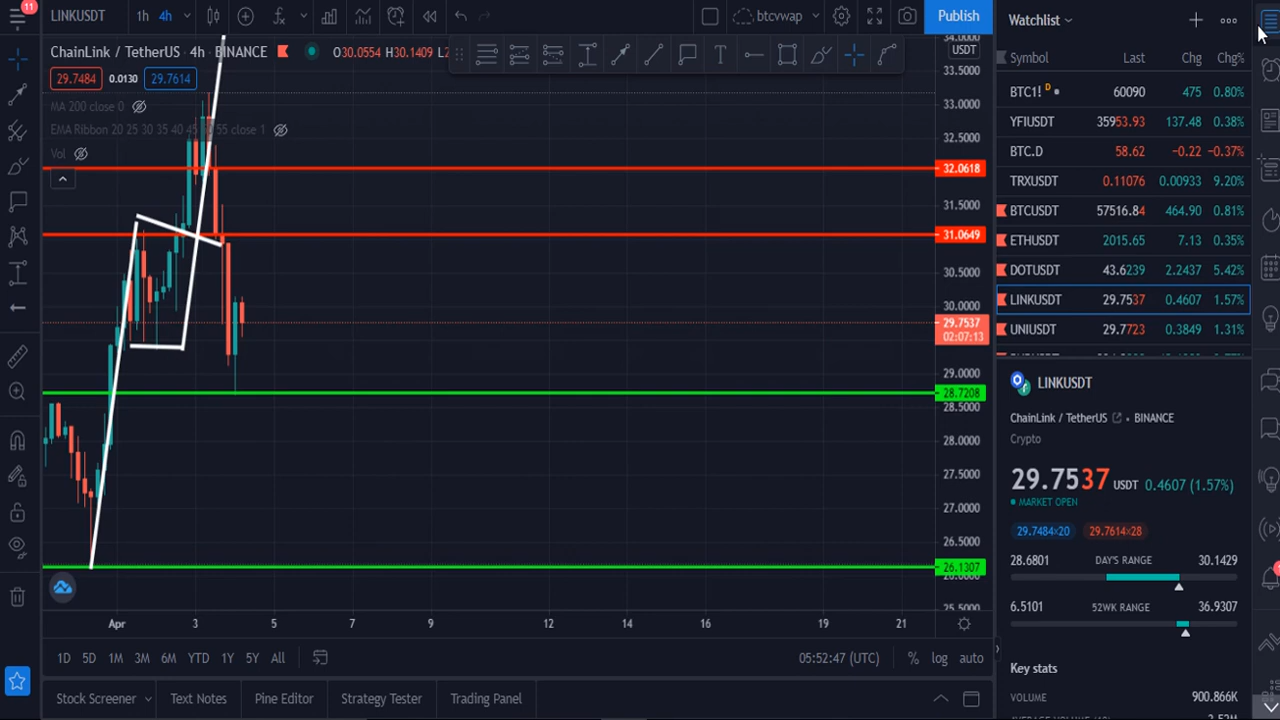 LINKUSDT 1h 4h btcvwap Publish
11
ChainLink / TetherUS · 4h · BINANCE O30.0554 H30.1409
29.7484 0.0130 29.7614
MA 200 close 0
EMA Ribbon 20 25 30 35 40 45 55 close 1
Vol
34.0000
USDT
33.5000
33.0000
32.5000
32.0618
31.5000
31.0649
30.5000
30.0000
29.7537
02:07:13
29.0000
28.7208
28.5000
28.0000
27.5000
27.0000
26.5000
26.1307
25.5000
Apr 3 5 7 9 12 14 16 19 21
1D 5D 1M 3M 6M YTD 1Y 5Y All 05:52:47 (UTC) % log auto
Stock Screener Text Notes Pine Editor Strategy Tester Trading Panel
Watchlist
Symbol Last Chg Chg%
BTC1! D 60090 475 0.80%
YFIUSDT 35953.93 137.48 0.38%
BTC.D 58.62 −0.22 −0.37%
TRXUSDT 0.11076 0.00933 9.20%
BTCUSDT 57516.84 464.90 0.81%
ETHUSDT 2015.65 7.13 0.35%
DOTUSDT 43.6239 2.2437 5.42%
LINKUSDT 29.7537 0.4607 1.57%
UNIUSDT 29.7723 0.3849 1.31%
LINKUSDT
ChainLink / TetherUS • BINANCE
Crypto
29.7537 USDT 0.4607 (1.57%)
MARKET OPEN
29.7484×20 29.7614×28
28.6801 DAY'S RANGE 30.1429
6.5101 52WK RANGE 36.9307
Key stats
VOLUME 900.866K